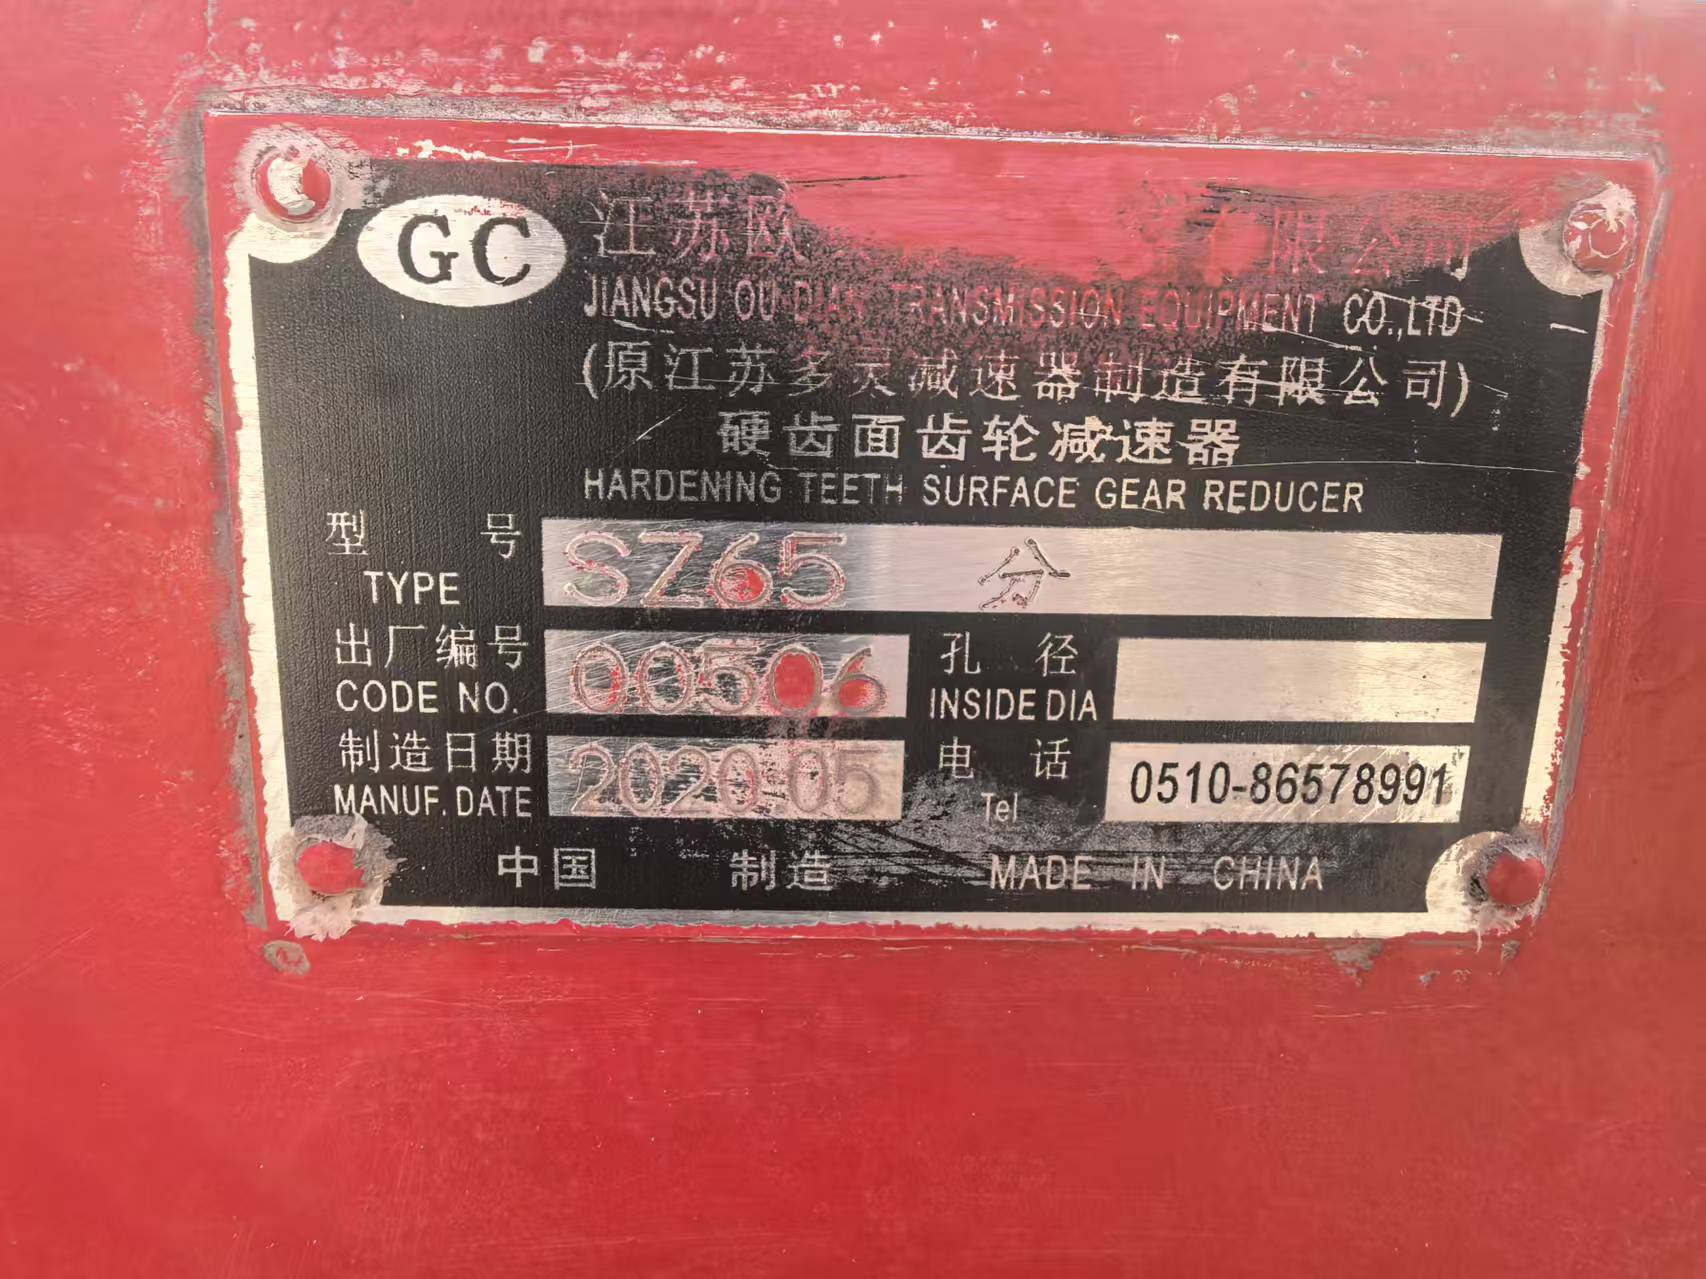 GC
江苏欧 有限公司
JIANGSU OU DIAN TRANSMISSION EQUIPMENT CO.,LTD
(原江苏多灵减速器制造有限公司)
硬齿面齿轮减速器
HARDENING TEETH SURFACE GEAR REDUCER
型 号 SZ65 分
TYPE
出厂编号 00506 孔 径
CODE NO. INSIDE DIA
制造日期 2020 05 电 话 0510-86578991
MANUF. DATE Tel
中国 制造 MADE IN CHINA